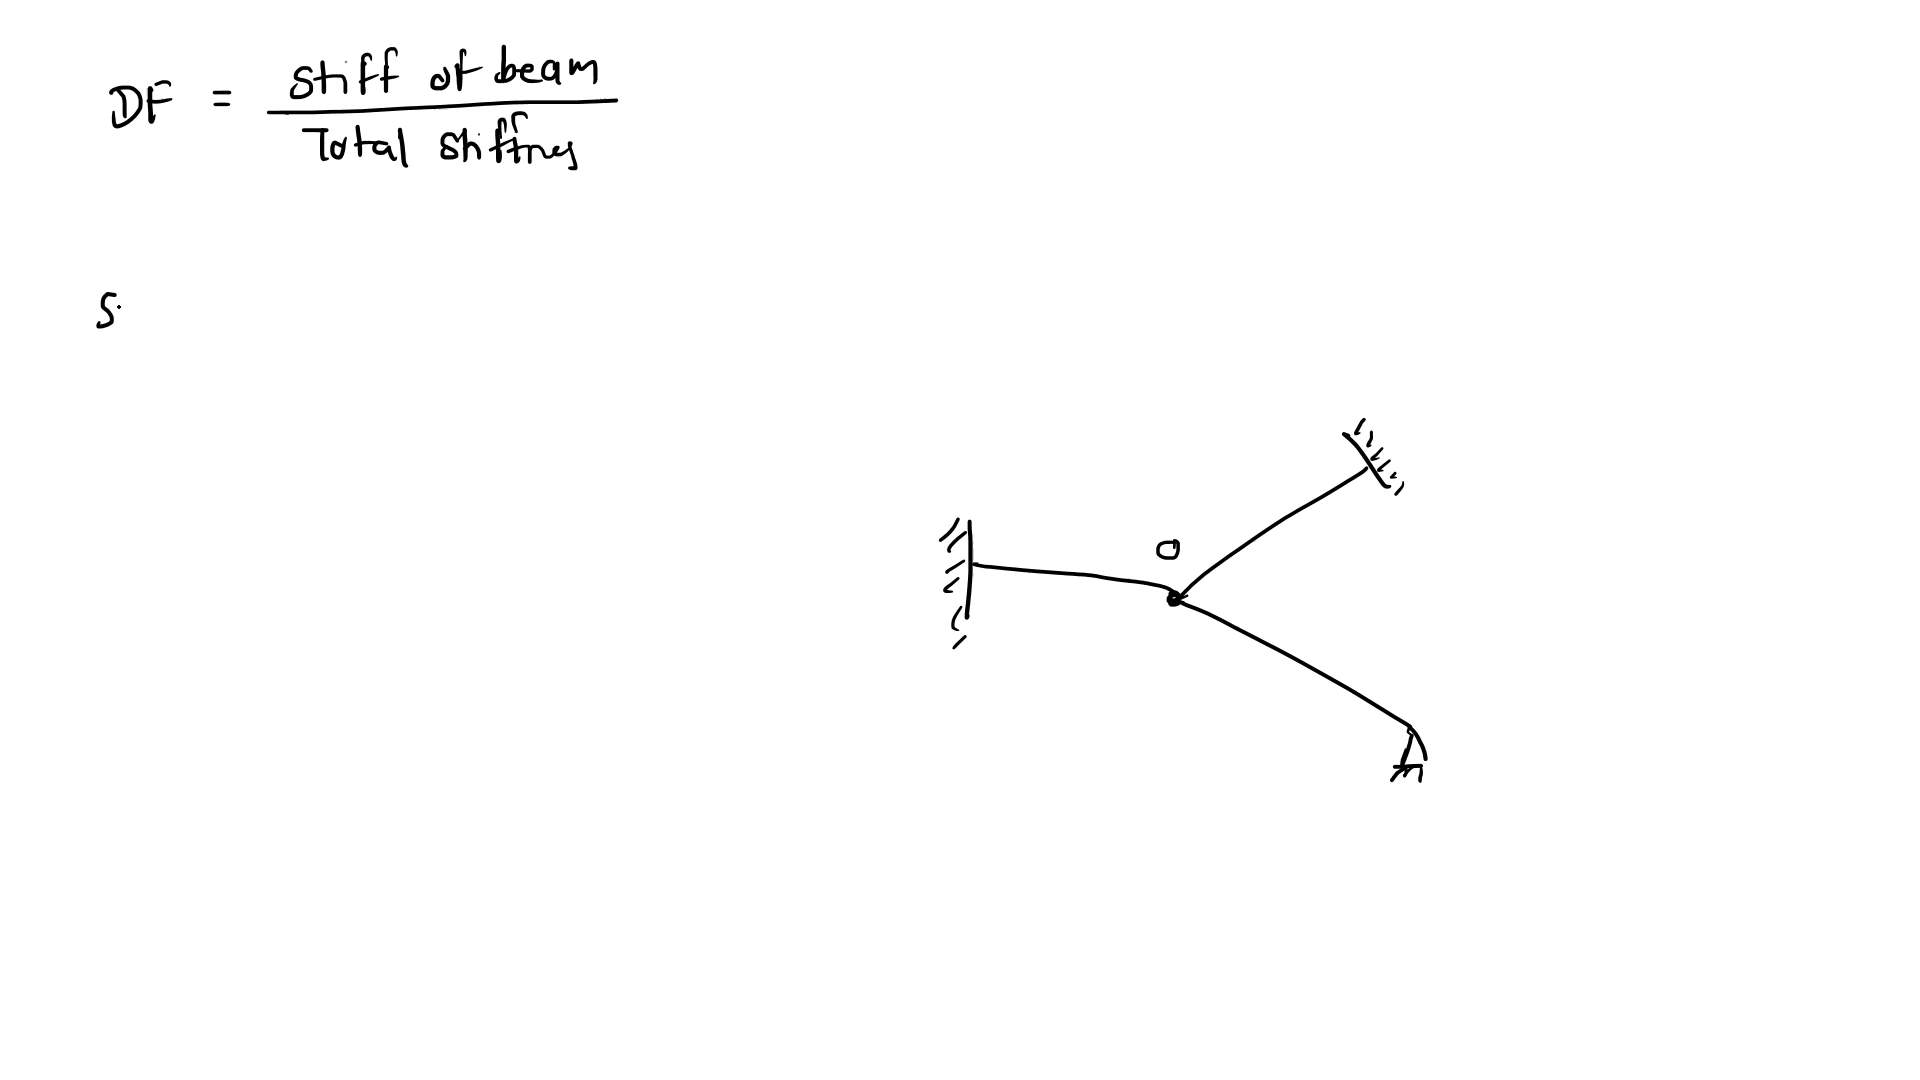 DF = stiff of beam
Total stiffnes
S
O